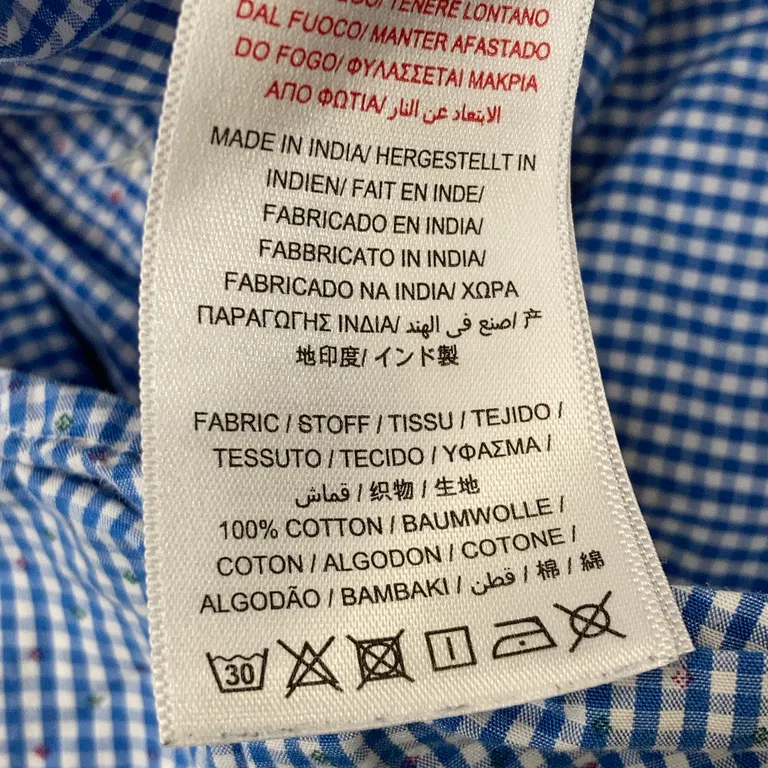 TENERE LONTANO
DAL FUOCO/ MANTER AFASTADO
DO FOGO/ ΦΥΛΑΣΣΕΤΑΙ ΜΑΚΡΙΑ
ΑΠΟ ΦΩΤΙΑ/ الابتعاد عن النار
MADE IN INDIA/ HERGESTELLT IN
INDIEN/ FAIT EN INDE/
FABRICADO EN INDIA/
FABBRICATO IN INDIA/
FABRICADO NA INDIA/ ΧΩΡΑ
ΠΑΡΑΓΩΓΗΣ ΙΝΔΙΑ/ صنع في الهند/ 产
地印度/ インド製
FABRIC / STOFF / TISSU / TEJIDO /
TESSUTO / TECIDO / ΥΦΑΣΜΑ /
قماش / 织物 / 生地
100% COTTON / BAUMWOLLE /
COTON / ALGODON / COTONE /
ALGODÃO / BAMBAKI / قطن / 棉 / 綿
30